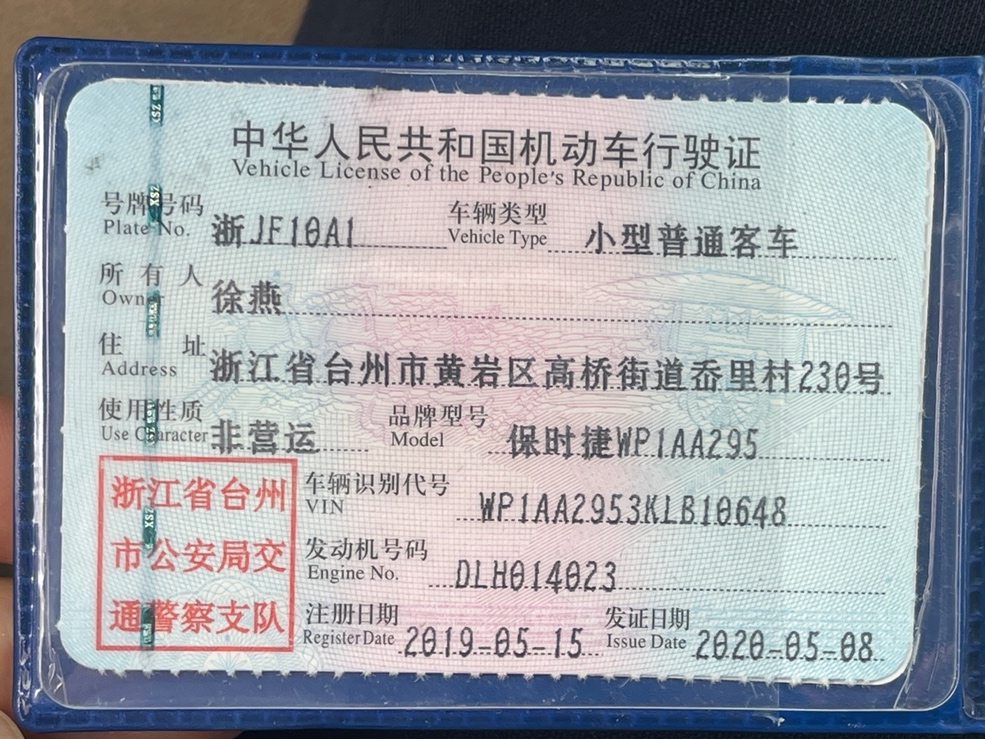 中华人民共和国机动车行驶证
Vehicle License of the People's Republic of China
号牌号码 浙JF10A1 车辆类型 小型普通客车
Plate No. Vehicle Type
所有人 徐燕
Owner
住址 浙江省台州市黄岩区高桥街道岙里村230号
Address
使用性质 非营运 品牌型号 保时捷WP1AA295
Use Character Model
车辆识别代号 WP1AA2953KLB10648
VIN
发动机号码 DLH014023
Engine No.
注册日期 2019-05-15 发证日期 2020-05-08
Register Date Issue Date
浙江省台州
市公安局交
通警察支队